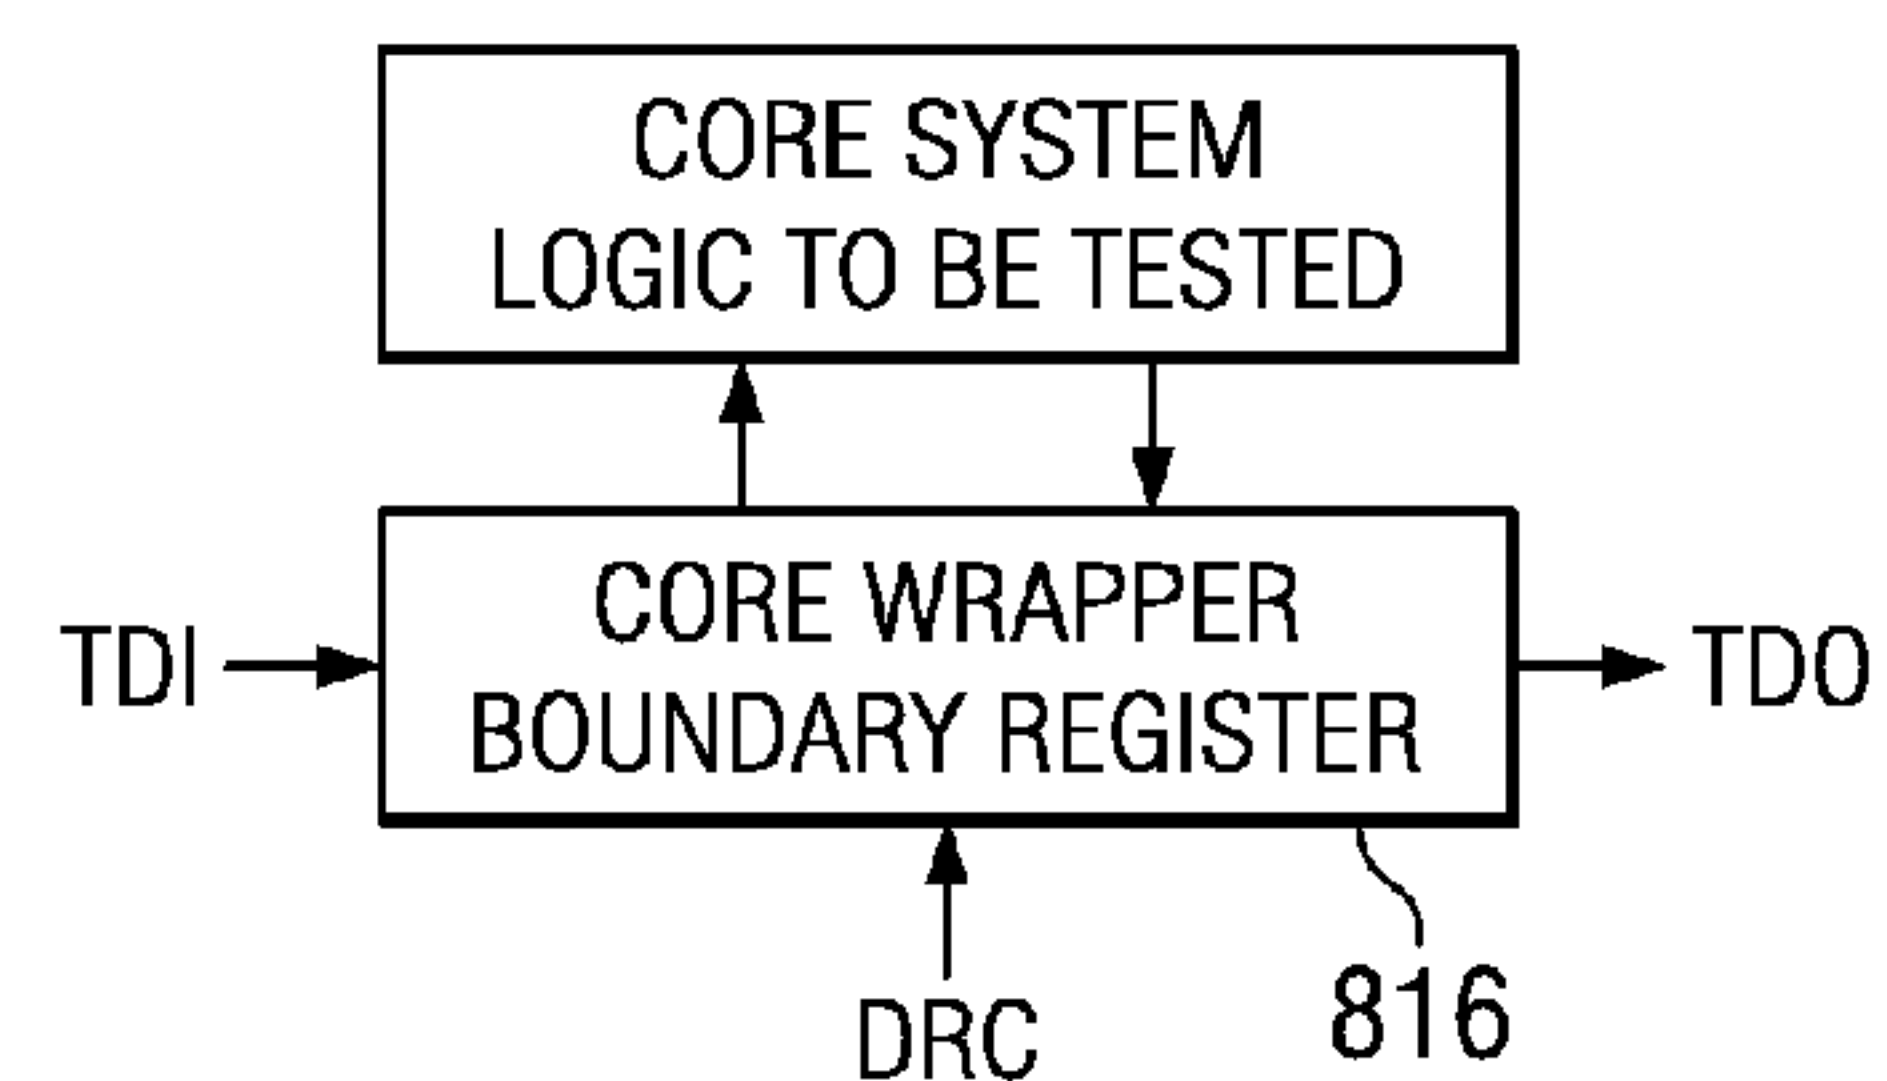 CORE SYSTEM
LOGIC TO BE TESTED
CORE WRAPPER
BOUNDARY REGISTER
TDI
TDO
DRC
816